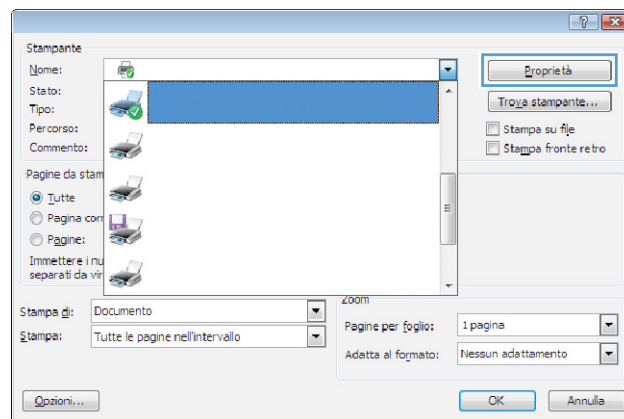 Stampante
Nome:
Proprietà
Stato:
Tipo:
Trova stampante...
Percorso:
Stampa su file
Commento:
Stampa fronte retro
Pagine da stam
Tutte
Pagina corr
Pagine:
Immettere i nu
separati da vir
Zoom
Stampa di: Documento
Pagine per foglio: 1 pagina
Stampa: Tutte le pagine nell'intervallo
Adatta al formato: Nessun adattamento
Opzioni...
OK
Annulla